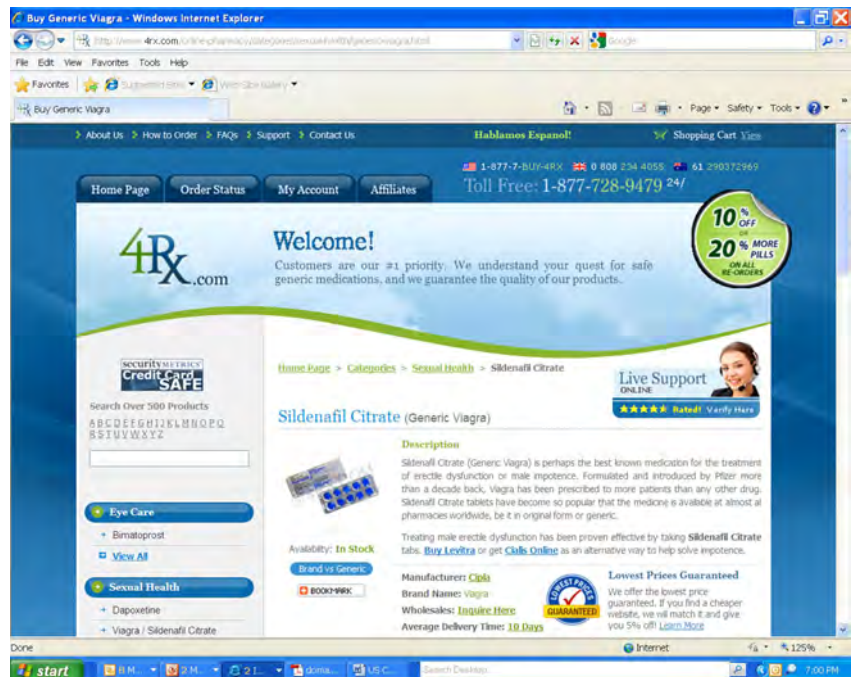 Buy Generic Viagra - Windows Internet Explorer
4rx.com
Google
File Edit View Favorites Tools Help
Favorites
Buy Generic Viagra
Page Safety Tools
About Us How to Order FAQs Support Contact Us
Hablamos Espanol!
Shopping Cart View
1-877-7-BUY-4RX 0 808 234 4055 61 290372969
Home Page Order Status My Account Affiliates
Toll Free: 1-877-728-9479 24/
10 % OFF
OR
20 % MORE PILLS
ON ALL
RE-ORDERS
4Rx.com
Welcome!
Customers are our #1 priority. We understand your quest for safe
generic medications, and we guarantee the quality of our products.
securityMETRICS
Credit Card
SAFE
Home Page > Categories > Sexual Health > Sildenafil Citrate
Live Support
ONLINE
Rated! Verify Here
Search Over 500 Products
A B C D E F G H I J K L M N O P Q
R S T U V W X Y Z
Sildenafil Citrate (Generic Viagra)
Description
Sildenafil Citrate (Generic Viagra) is perhaps the best known medication for the treatment
of erectile dysfunction or male impotence. Formulated and introduced by Pfizer more
than a decade back, Viagra has been prescribed to more patients than any other drug.
Sildenafil Citrate tablets have become so popular that the medicine is available at almost al
pharmacies worldwide, be it in original form or generic.
Treating male erectile dysfunction has been proven effective by taking Sildenafil Citrate
tabs. Buy Levitra or get Cialis Online as an alternative way to help solve impotence.
Eye Care
Bimatoprost
View All
Sexual Health
Dapoxetine
Viagra / Sildenafil Citrate
Availability: In Stock
Brand vs Generic
BOOKMARK
Manufacturer: Cipla
Brand Name: Viagra
Wholesales: Inquire Here
Average Delivery Time: 10 Days
LOWEST PRICES
GUARANTEED
Lowest Prices Guaranteed
We offer the lowest price
guaranteed. If you find a cheaper
website, we will match it and give
you 5% off! Learn More
Done
Internet
125%
start
8 M...
2 M...
2 I...
doma...
US C...
Search Desktop
7:00 PM